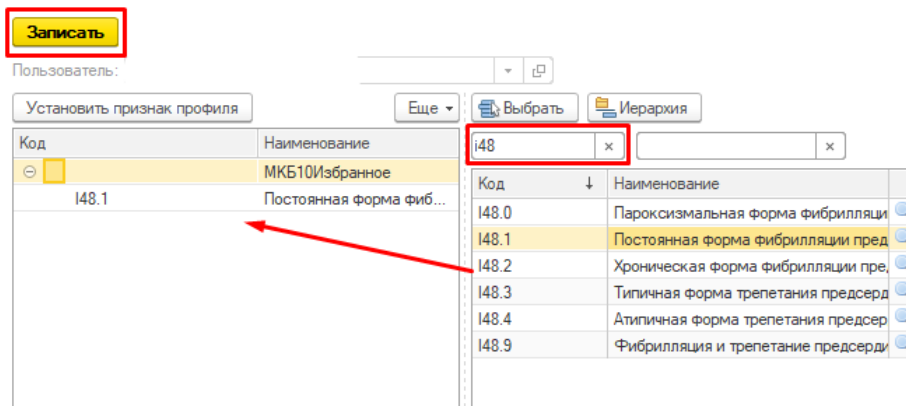 Записать
Пользователь:
Установить признак профиля Еще Выбрать Иерархия
i48
Код Наименование
МКБ10Избранное
I48.1 Постоянная форма фиб...
Код Наименование
I48.0 Пароксизмальная форма фибрилляци
I48.1 Постоянная форма фибрилляции пред
I48.2 Хроническая форма фибрилляции пре,
I48.3 Типичная форма трепетания предсерд
I48.4 Атипичная форма трепетания предсер
I48.9 Фибрилляция и трепетание предсерди